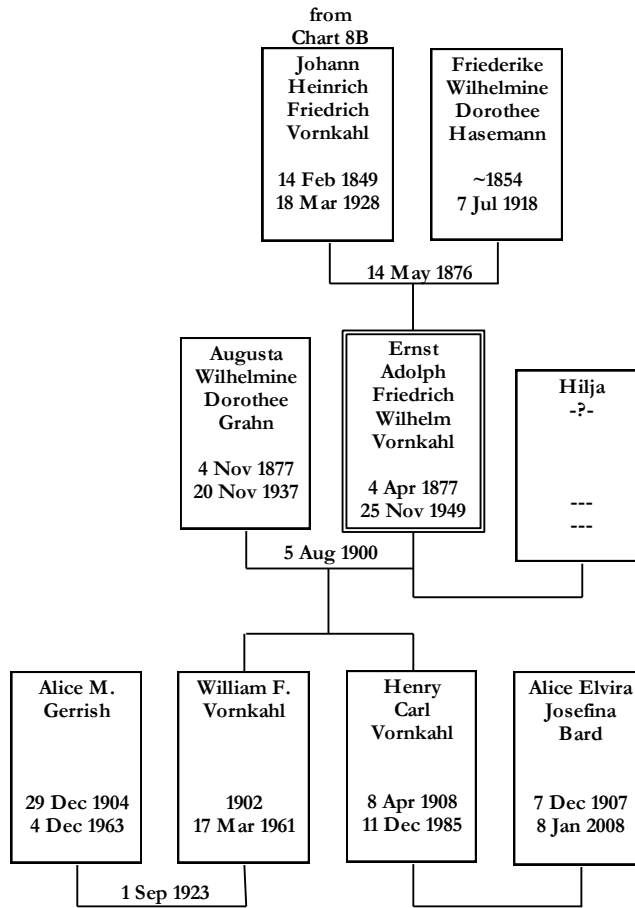 from
Chart 8B
Johann
Heinrich
Friedrich
Vornkahl
14 Feb 1849
18 Mar 1928
Friederike
Wilhelmine
Dorothee
Hasemann
~1854
7 Jul 1918
14 May 1876
Augusta
Wilhelmine
Dorothee
Grahn
4 Nov 1877
20 Nov 1937
Ernst
Adolph
Friedrich
Wilhelm
Vornkahl
4 Apr 1877
25 Nov 1949
Hilja
-?-
---
---
5 Aug 1900
Alice M.
Gerrish
29 Dec 1904
4 Dec 1963
William F.
Vornkahl
1902
17 Mar 1961
Henry
Carl
Vornkahl
8 Apr 1908
11 Dec 1985
Alice Elvira
Josefina
Bard
7 Dec 1907
8 Jan 2008
1 Sep 1923